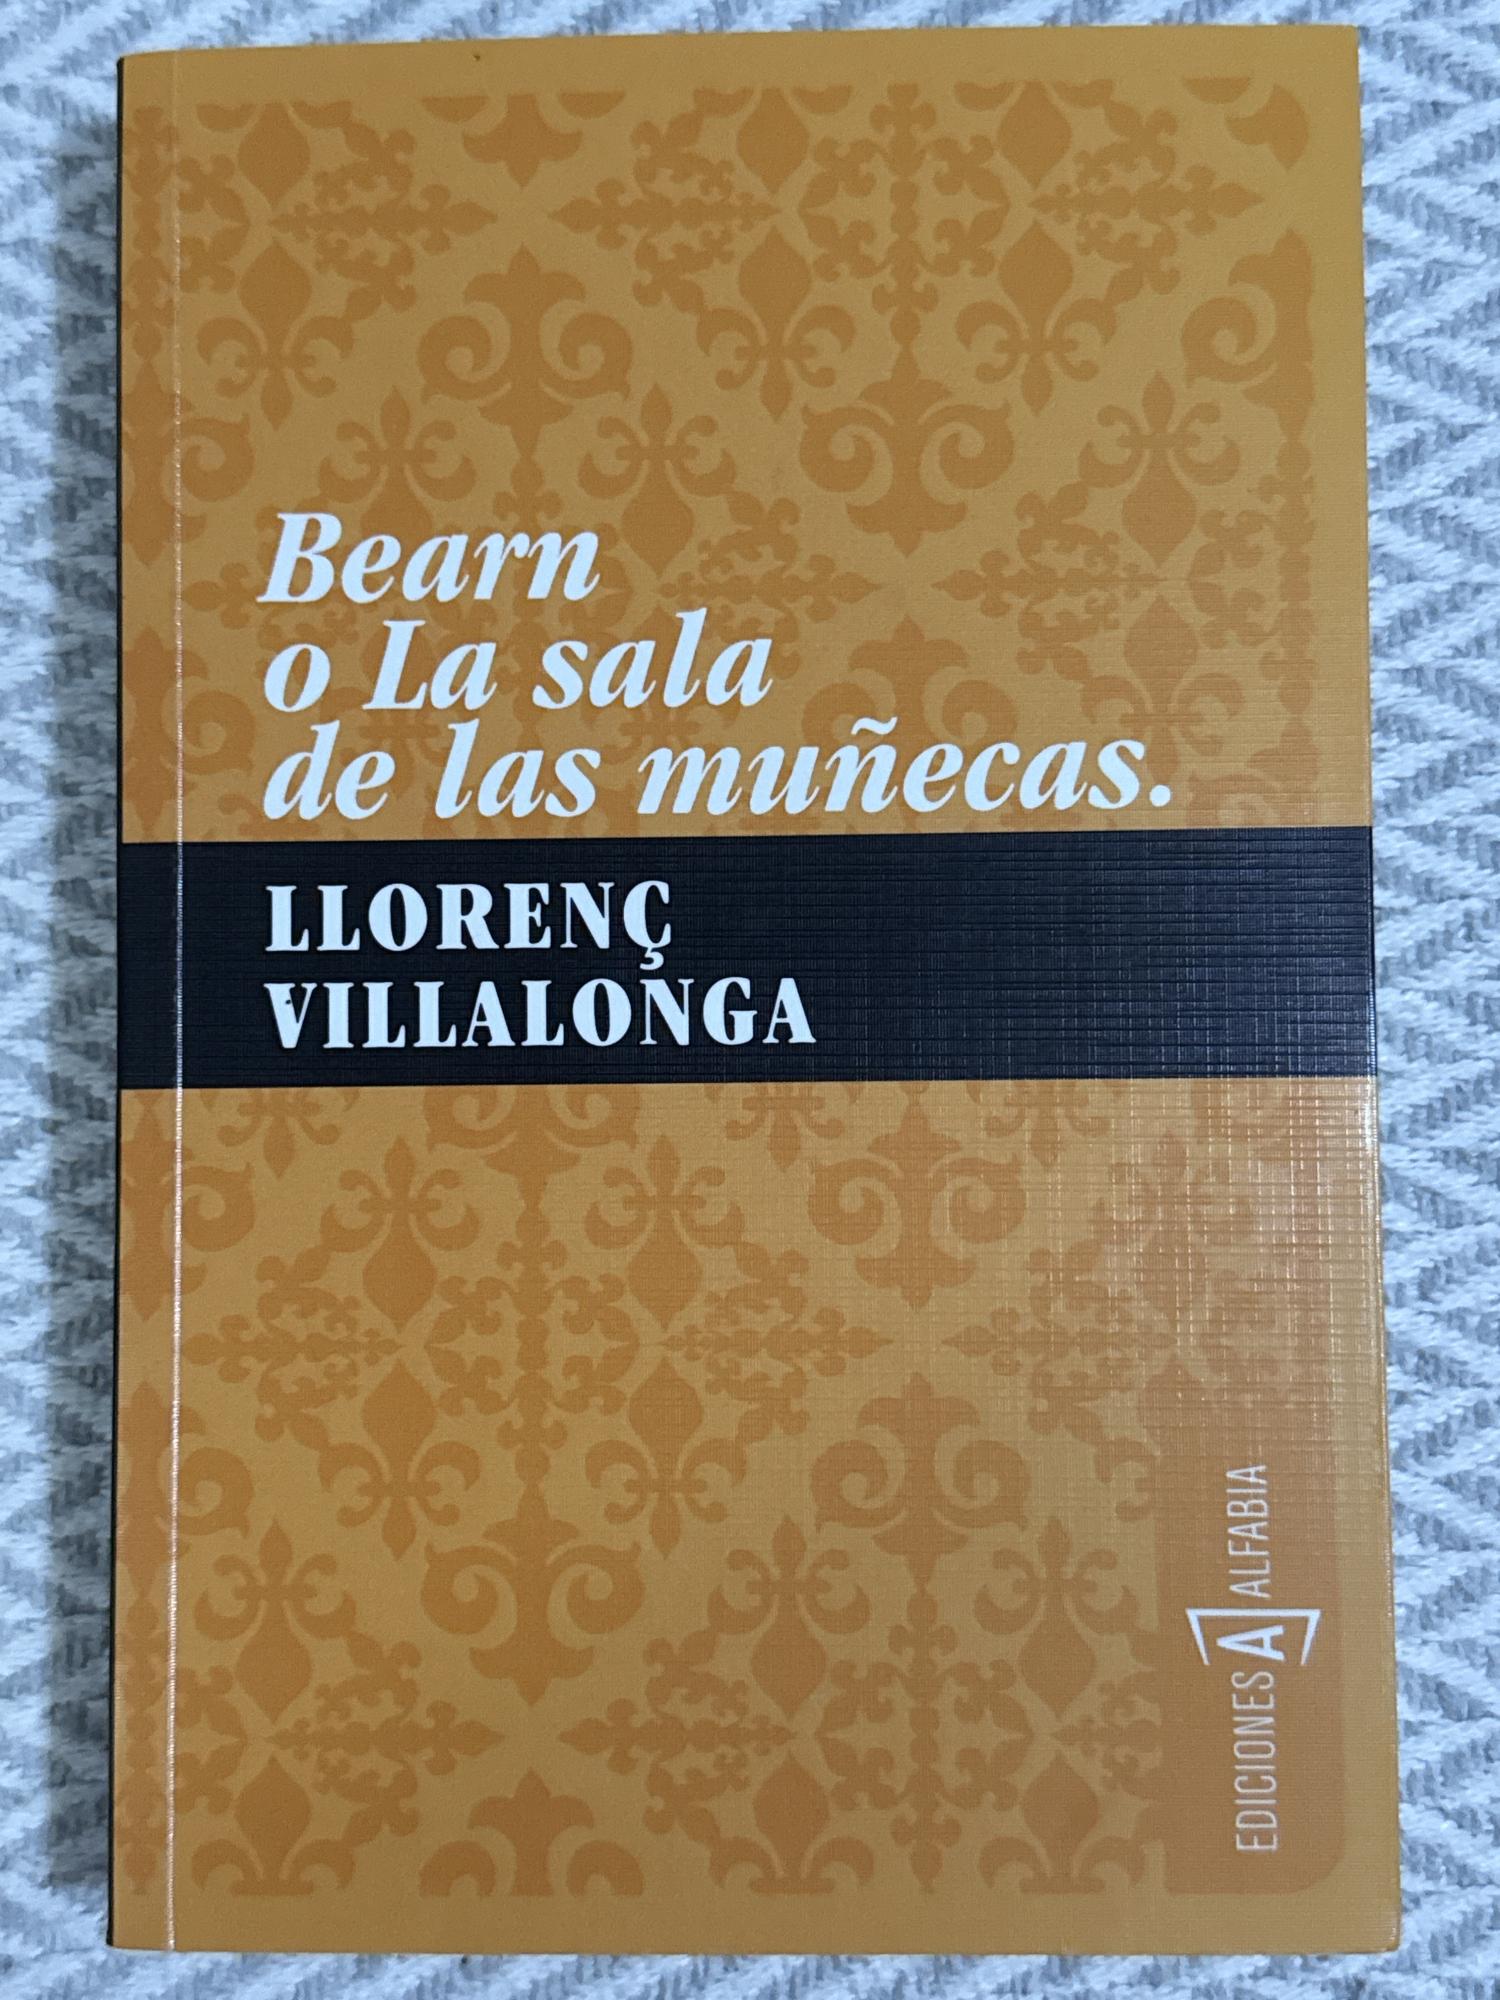 Bearn
o La sala
de las muñecas.
LLORENÇ
VILLALONGA
EDICIONES A ALFABIA